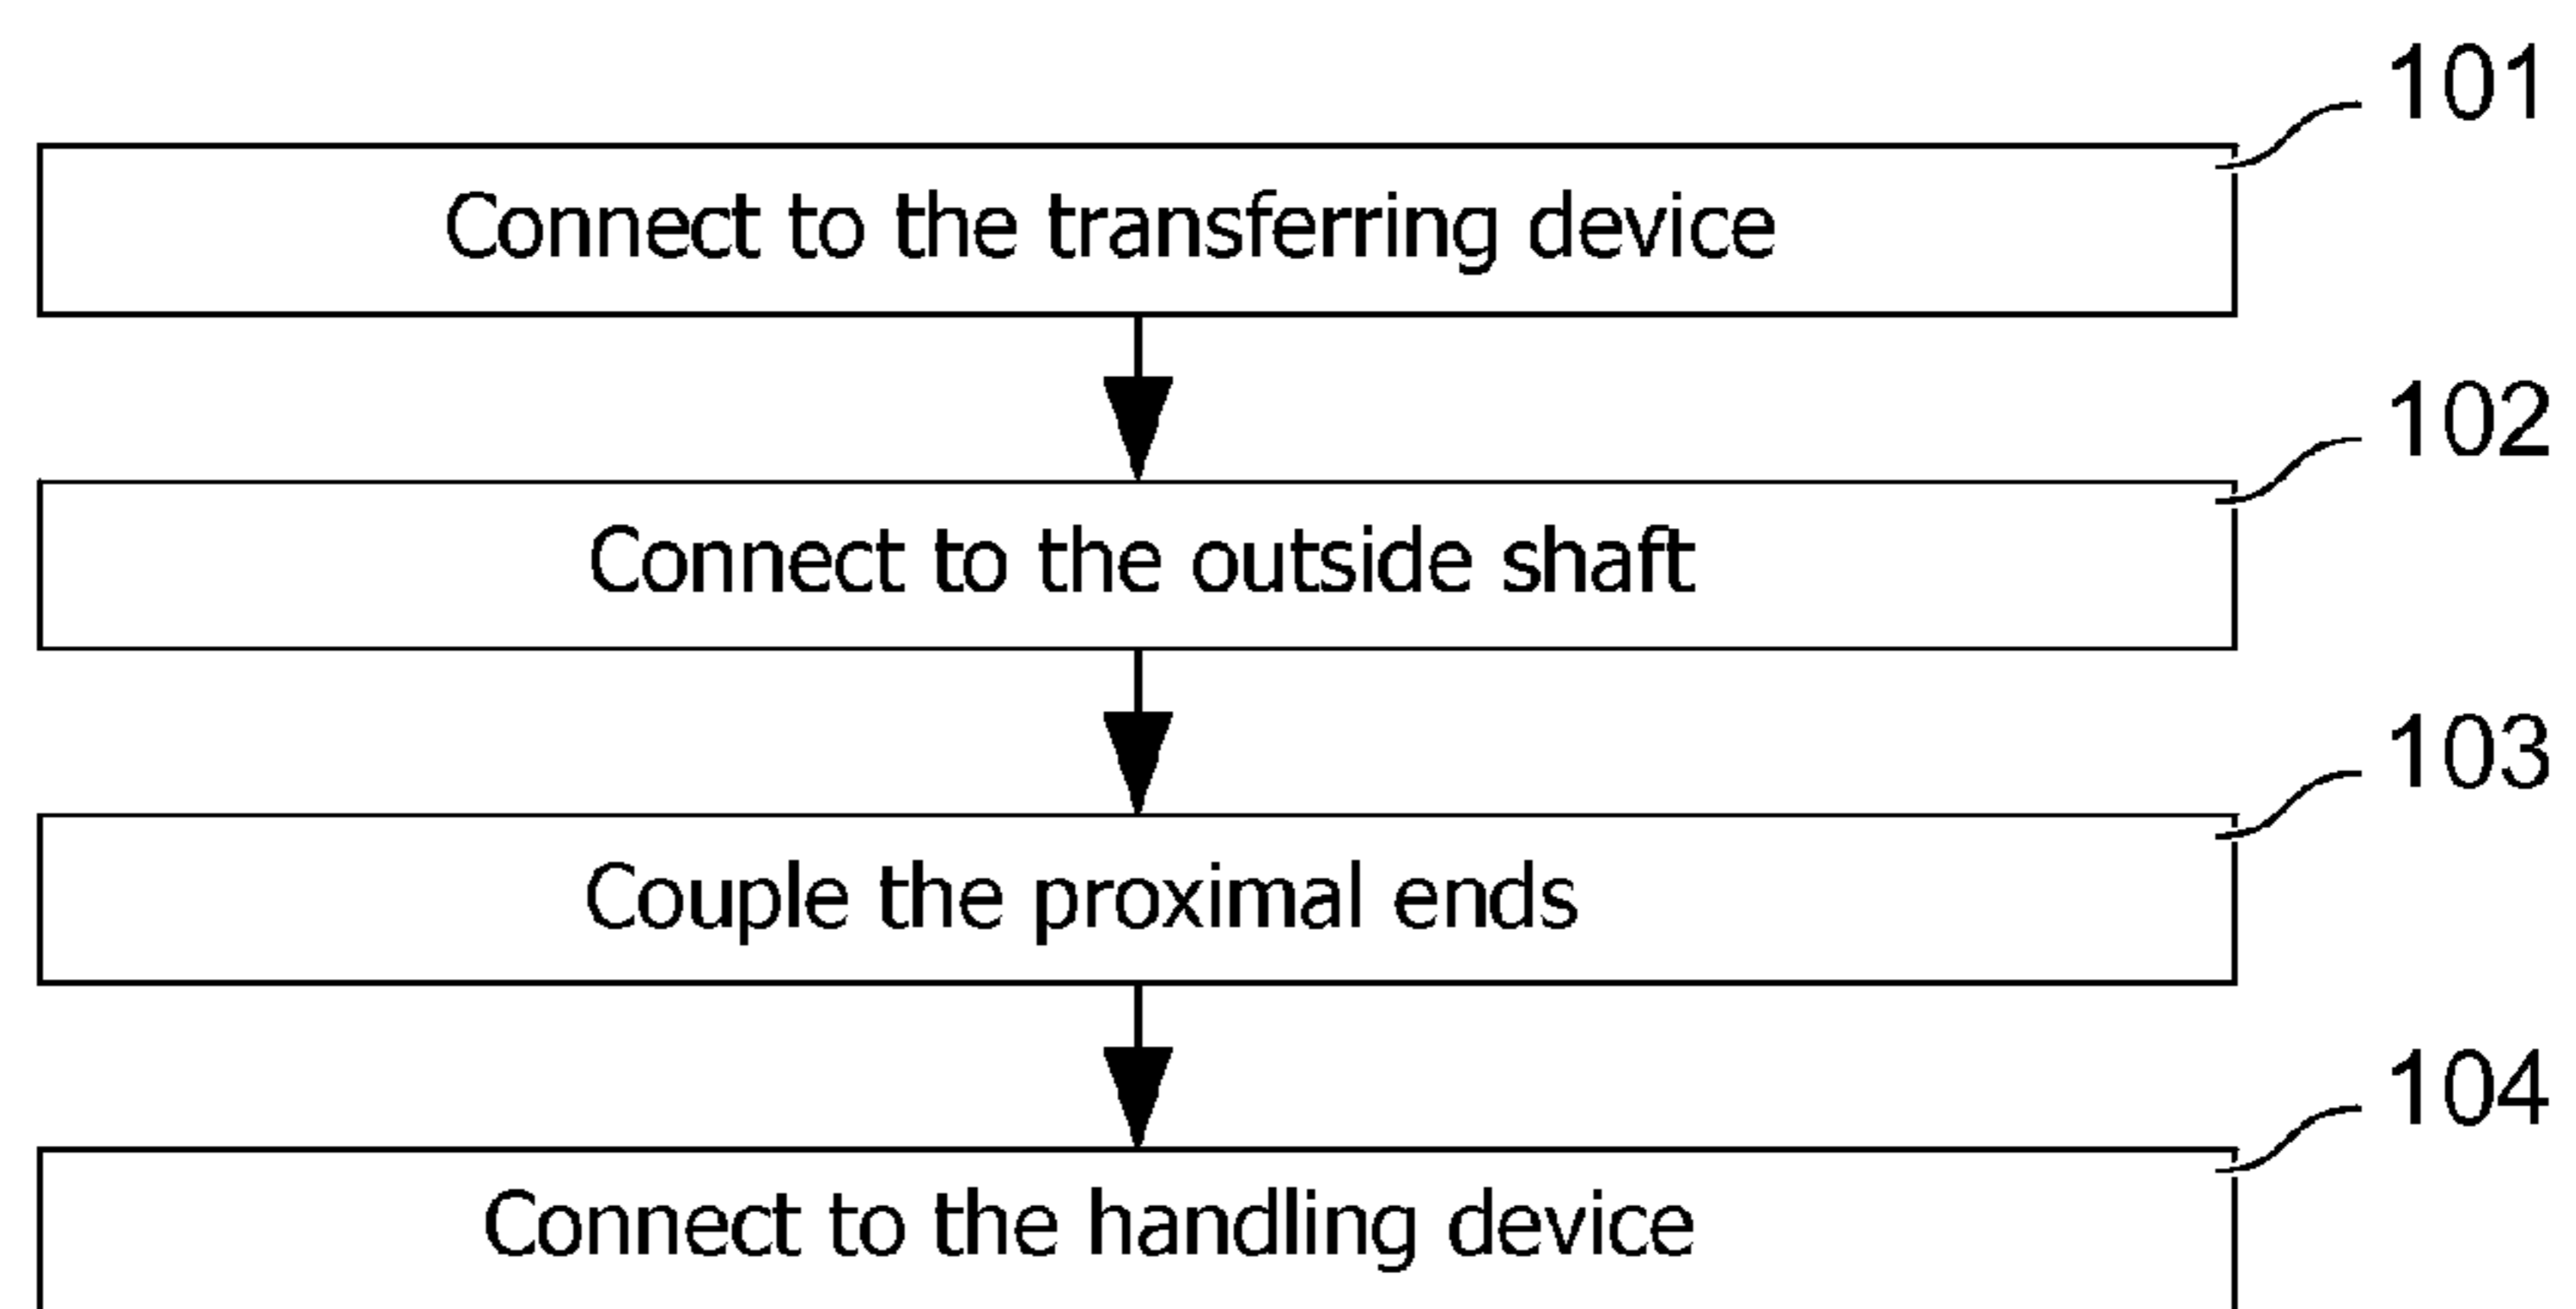 101
Connect to the transferring device
102
Connect to the outside shaft
103
Couple the proximal ends
104
Connect to the handling device